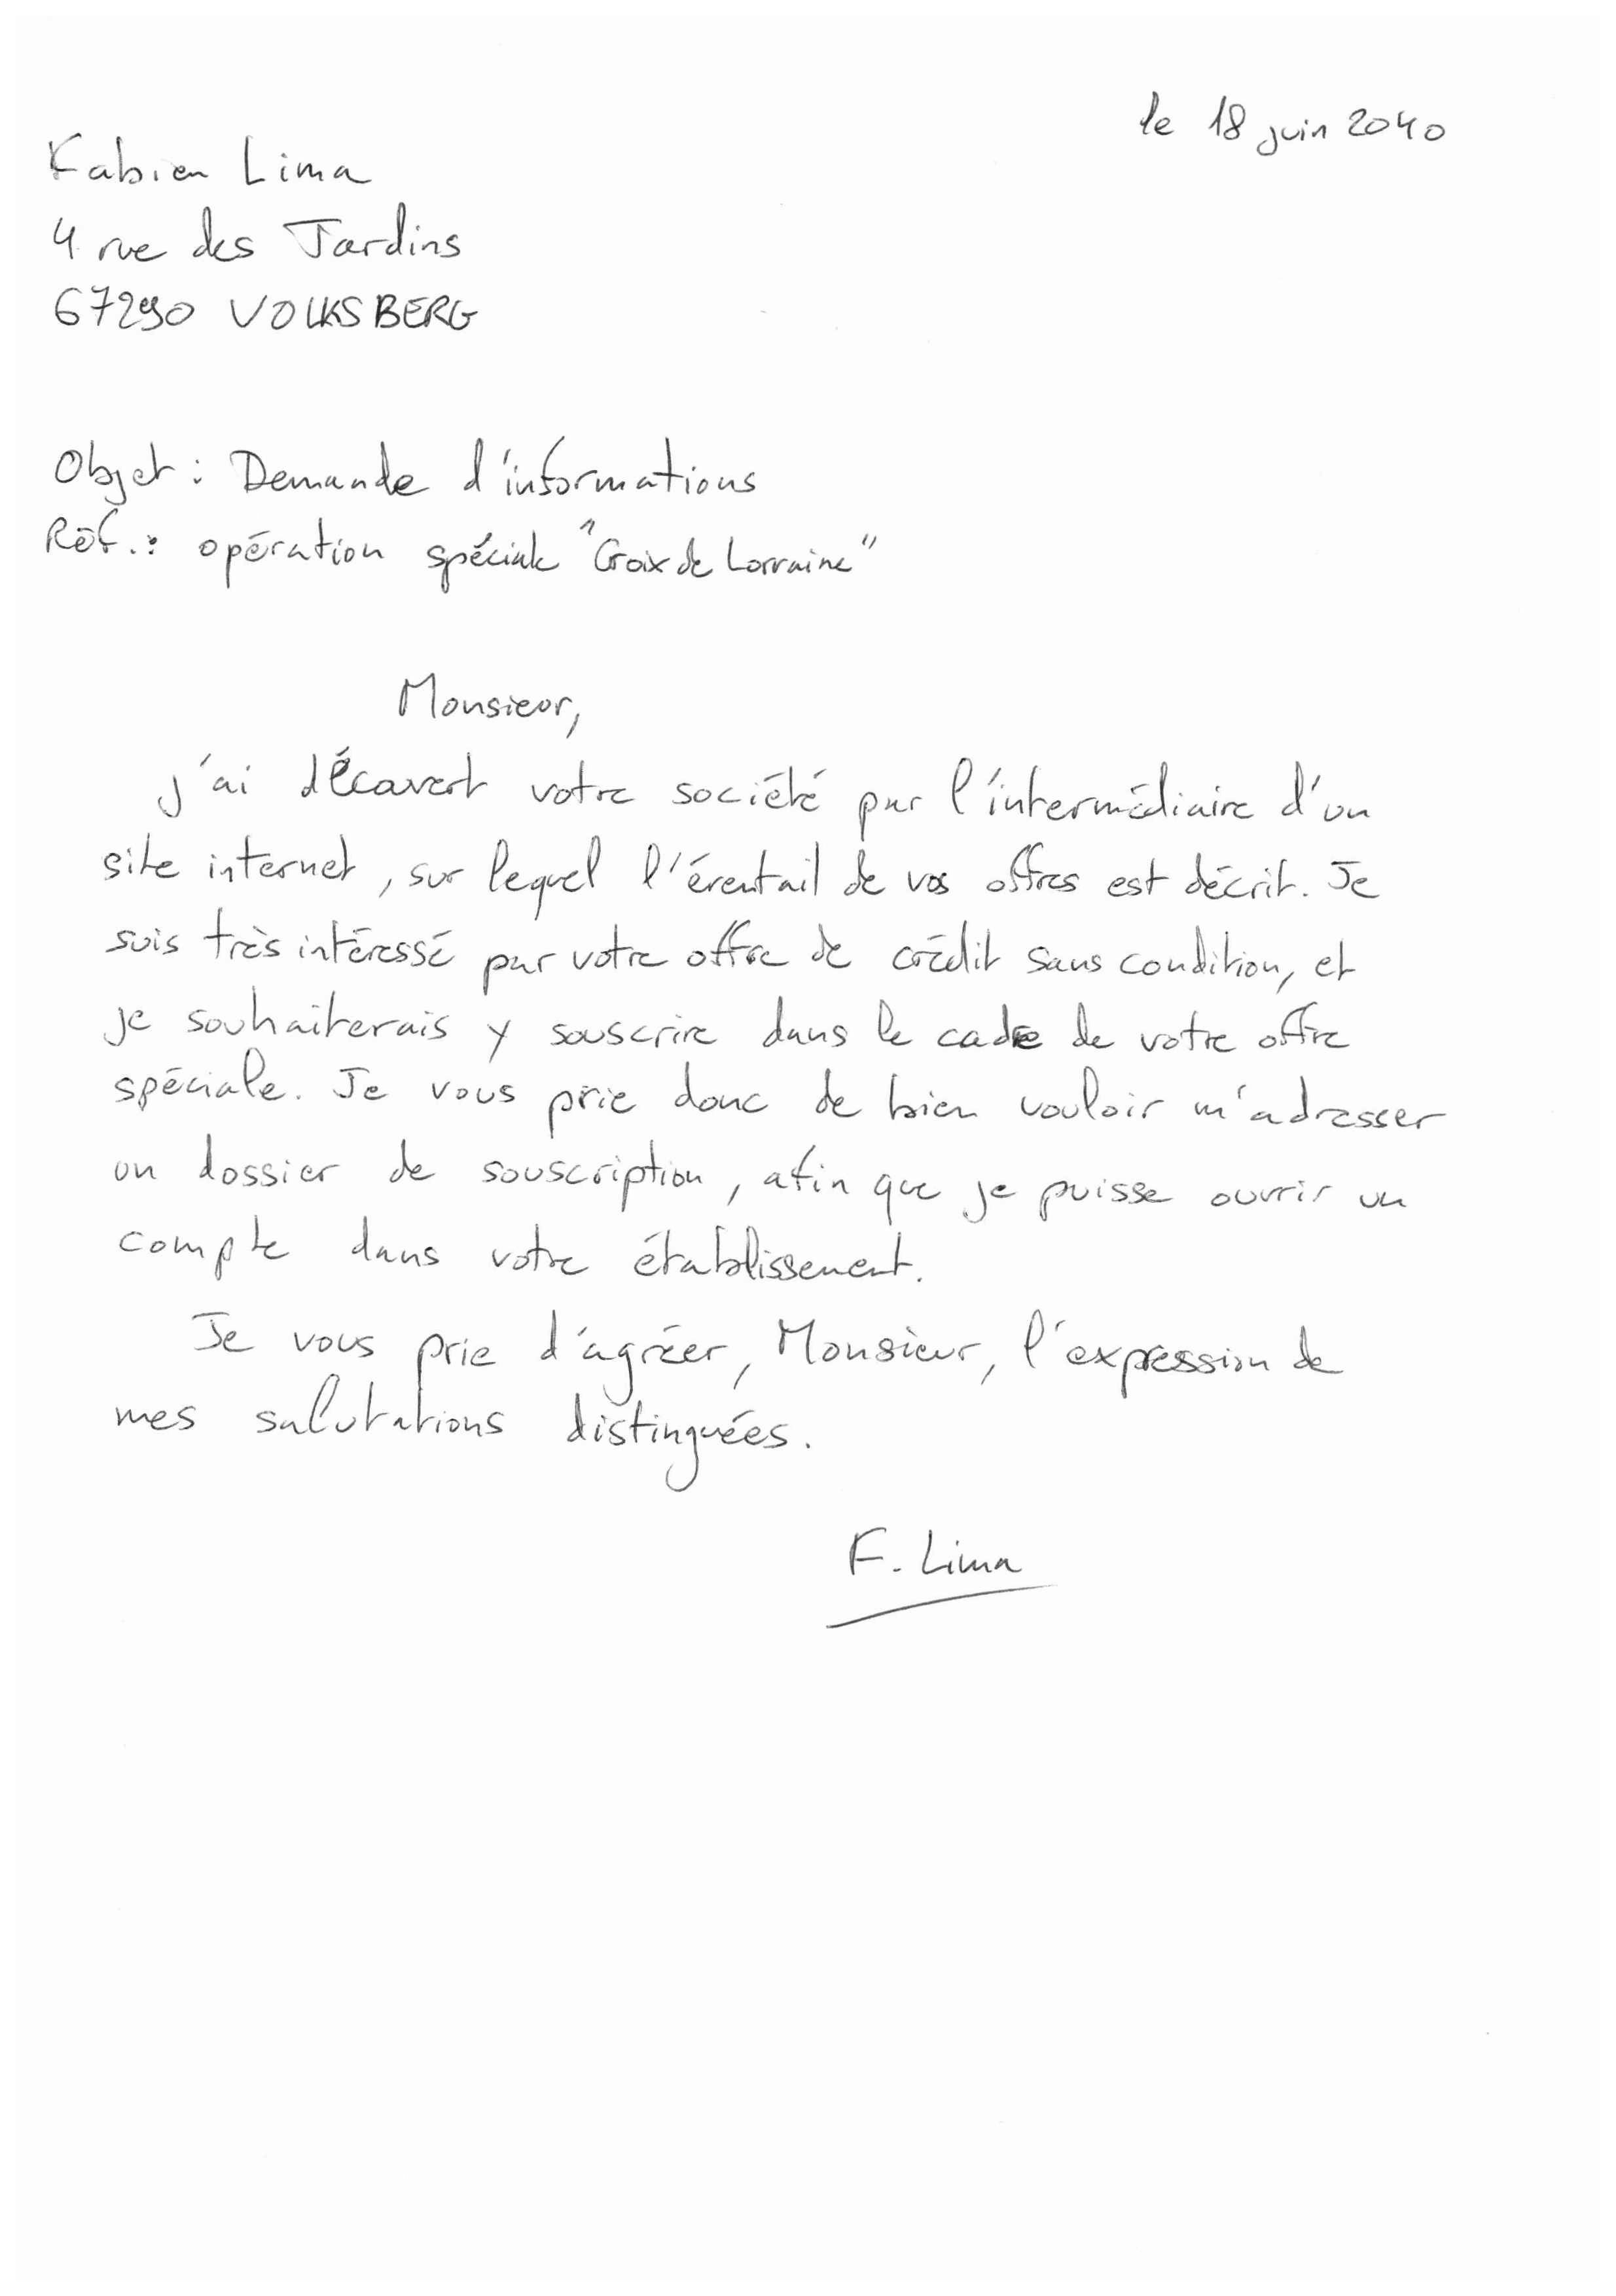 le 18 juin 2040
Fabien Lima
4 rue des Jardins
67290 VOLKSBERG
Objet : Demande d'informations
Réf. : opération spéciale "Croix de Lorraine"
Monsieur,
j'ai découvert votre société par l'intermédiaire d'un
site internet, sur lequel l'éventail de vos offres est décrit. Je
suis très intéressé par votre offre de crédit sans condition, et
je souhaiterais y souscrire dans le cadre de votre offre
spéciale. Je vous prie donc de bien vouloir m'adresser
un dossier de souscription, afin que je puisse ouvrir un
compte dans votre établissement.
Je vous prie d'agréer, Monsieur, l'expression de
mes salutations distinguées.
F. Lima